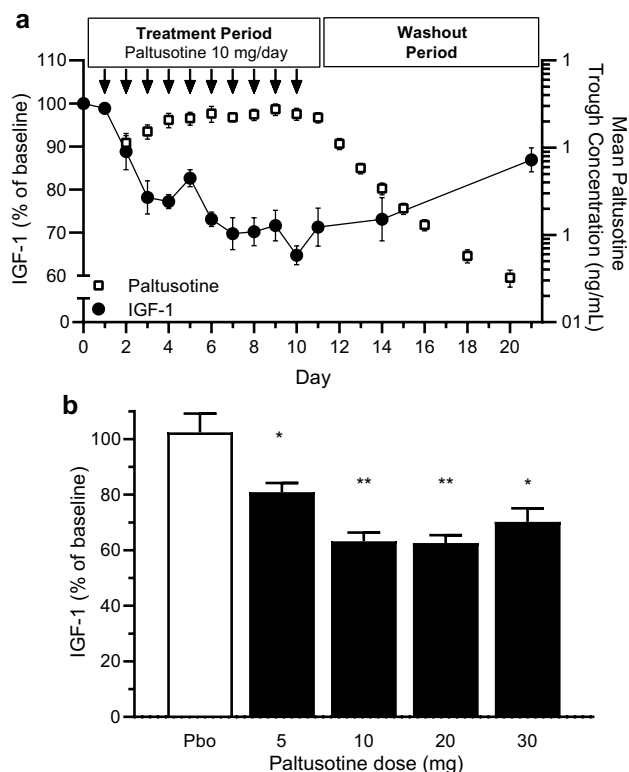 a
Treatment Period
Paltusotine 10 mg/day
Washout
Period
IGF-1 (% of baseline)
110
100
90
80
70
60
0
Mean Paltusotine
Trough Concentration (ng/mL)
1
1
1
01
Paltusotine
IGF-1
0 2 4 6 8 10 12 14 16 18 20
Day
b
IGF-1 (% of baseline)
100
80
60
40
20
0
* ** ** *
Pbo 5 10 20 30
Paltusotine dose (mg)